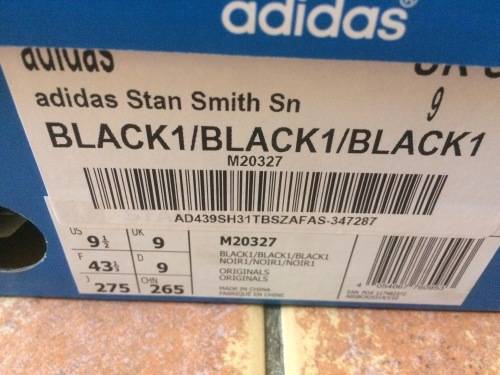 adidas®
adidas
adidas Stan Smith Sn
9
BLACK1/BLACK1/BLACK1
M20327
AD439SH31TBSZAFAS-347287
US 9½ UK 9
F 43⅓ D 9
J 275 CHN 265
M20327
BLACK1/BLACK1/BLACK1
NOIR1/NOIR1/NOIR1
ORIGINALS
ORIGINALS
MADE IN CHINA
FABRIQUÉ EN CHINE